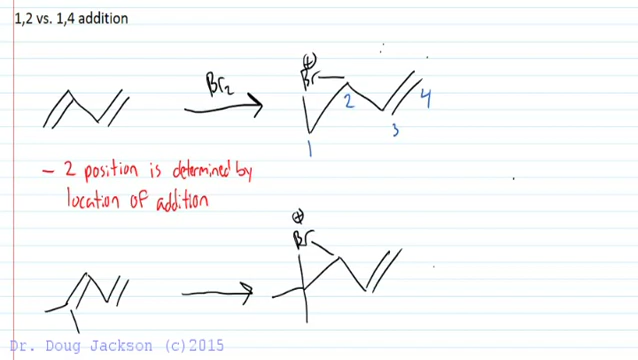 1,2 vs. 1,4 addition
Br2
⊕
Br
1
2
3
4
- 2 position is determined by
location of addition
⊕
Br
Dr. Doug Jackson (c)2015